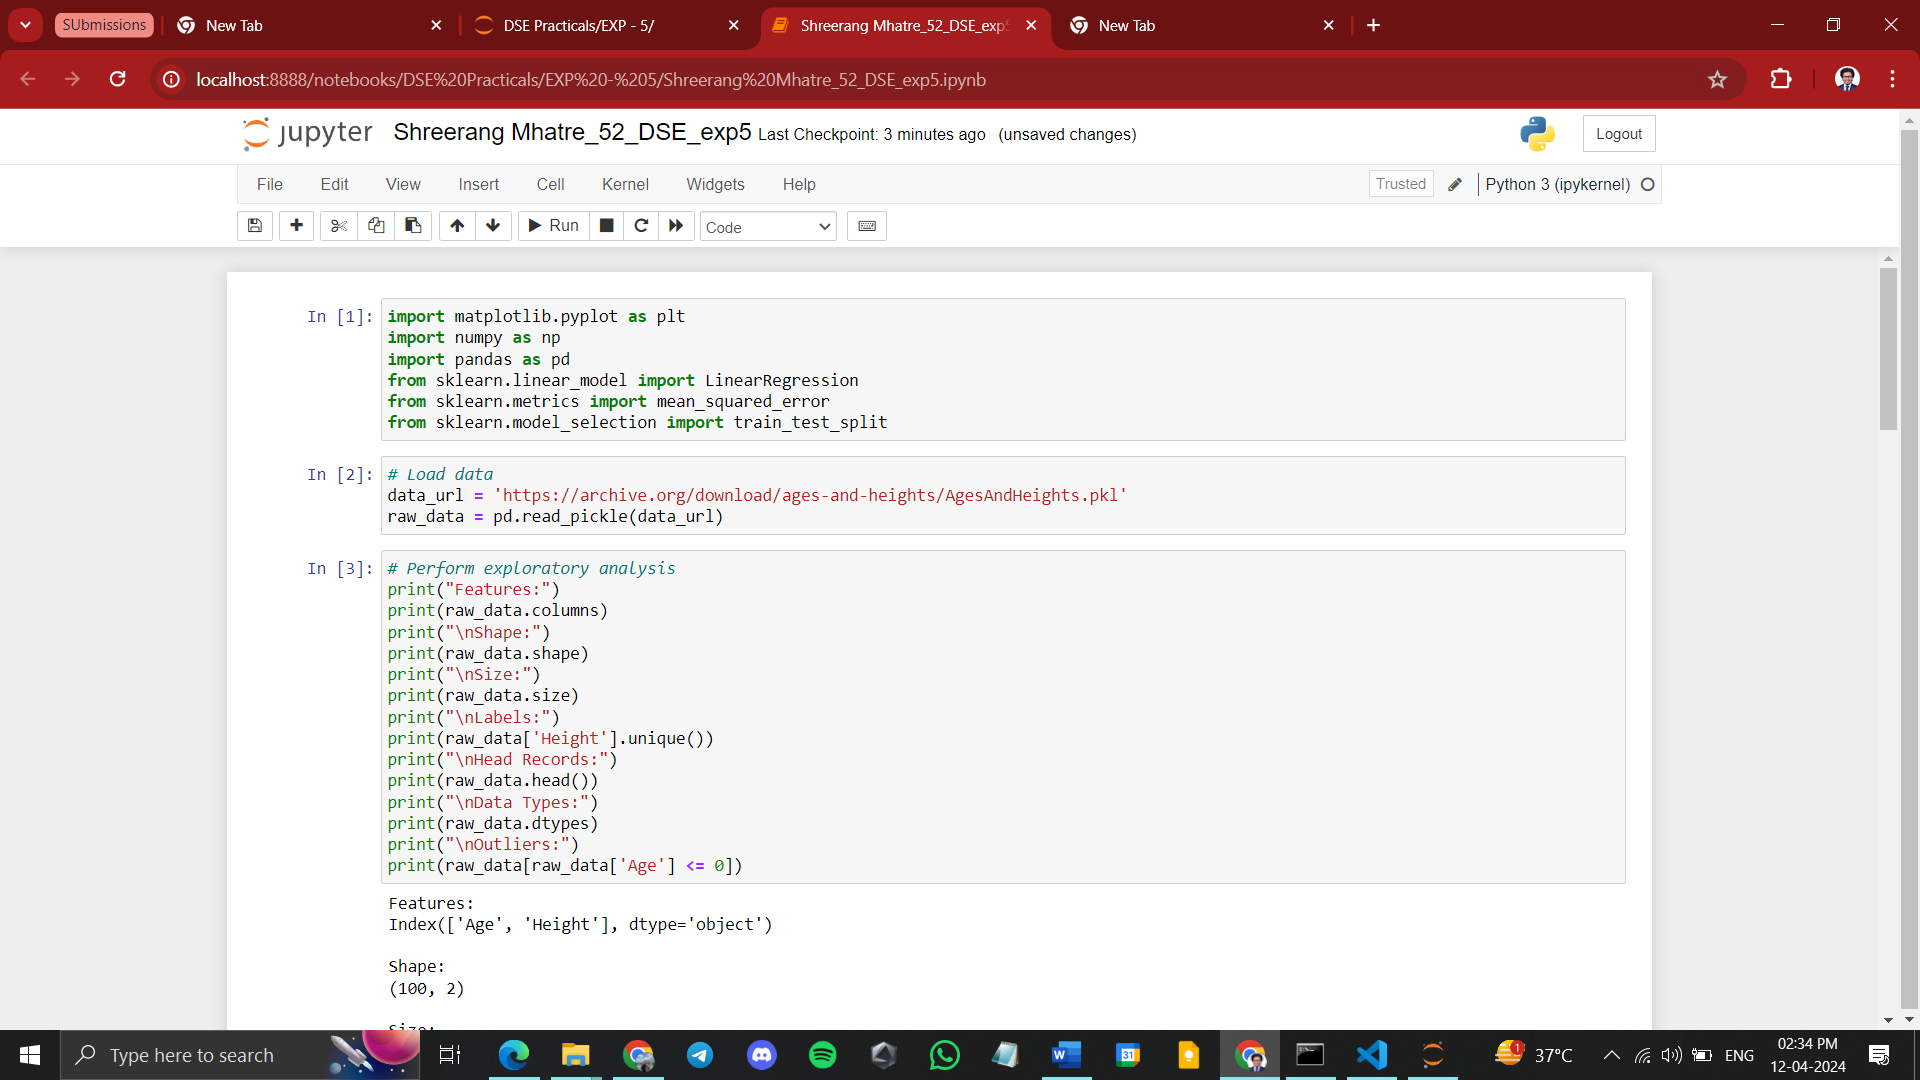 SUbmissions
New Tab
DSE Practicals/EXP - 5/
Shreerang Mhatre_52_DSE_exp5
New Tab
localhost:8888/notebooks/DSE%20Practicals/EXP%20-%205/Shreerang%20Mhatre_52_DSE_exp5.ipynb
jupyter Shreerang Mhatre_52_DSE_exp5 Last Checkpoint: 3 minutes ago (unsaved changes)
Logout
File Edit View Insert Cell Kernel Widgets Help
Trusted Python 3 (ipykernel)
Run Code
In [1]: import matplotlib.pyplot as plt
import numpy as np
import pandas as pd
from sklearn.linear_model import LinearRegression
from sklearn.metrics import mean_squared_error
from sklearn.model_selection import train_test_split
In [2]: # Load data
data_url = 'https://archive.org/download/ages-and-heights/AgesAndHeights.pkl'
raw_data = pd.read_pickle(data_url)
In [3]: # Perform exploratory analysis
print("Features:")
print(raw_data.columns)
print("\nShape:")
print(raw_data.shape)
print("\nSize:")
print(raw_data.size)
print("\nLabels:")
print(raw_data['Height'].unique())
print("\nHead Records:")
print(raw_data.head())
print("\nData Types:")
print(raw_data.dtypes)
print("\nOutliers:")
print(raw_data[raw_data['Age'] <= 0])
Features:
Index(['Age', 'Height'], dtype='object')
Shape:
(100, 2)
Size:
Type here to search
31
1
37°C
ENG
02:34 PM
12-04-2024